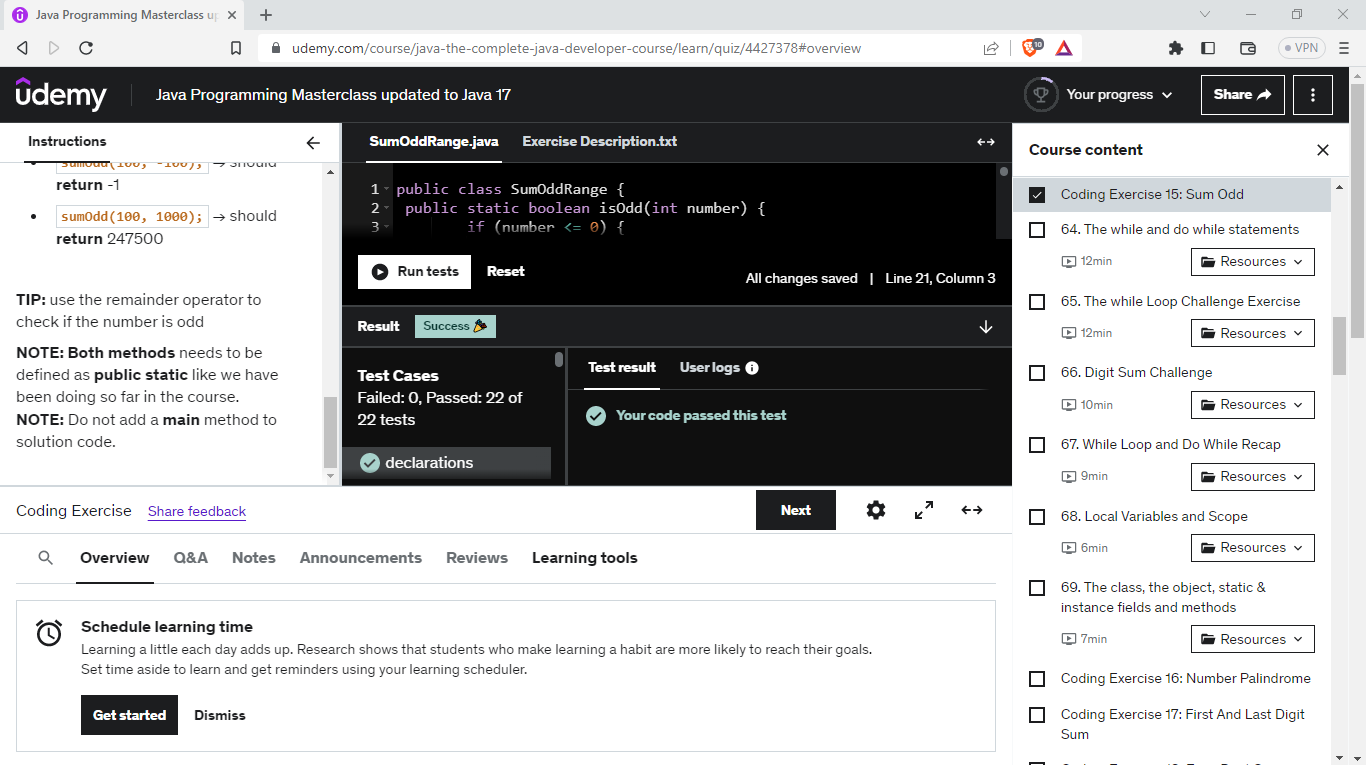 Java Programming Masterclass up
udemy.com/course/java-the-complete-java-developer-course/learn/quiz/4427378#overview
10
VPN
ûdemy
Java Programming Masterclass updated to Java 17
Your progress
Share
Instructions
sumOdd(100, -100); → should
return -1
sumOdd(100, 1000); → should
return 247500
TIP: use the remainder operator to
check if the number is odd
NOTE: Both methods needs to be
defined as public static like we have
been doing so far in the course.
NOTE: Do not add a main method to
solution code.
SumOddRange.java
Exercise Description.txt
1 public class SumOddRange {
2 public static boolean isOdd(int number) {
3 if (number <= 0) {
Run tests
Reset
All changes saved | Line 21, Column 3
Result
Success
Test Cases
Failed: 0, Passed: 22 of
22 tests
declarations
Test result
User logs
Your code passed this test
Coding Exercise
Share feedback
Next
Overview
Q&A
Notes
Announcements
Reviews
Learning tools
Schedule learning time
Learning a little each day adds up. Research shows that students who make learning a habit are more likely to reach their goals.
Set time aside to learn and get reminders using your learning scheduler.
Get started
Dismiss
Course content
Coding Exercise 15: Sum Odd
64. The while and do while statements
12min
Resources
65. The while Loop Challenge Exercise
12min
Resources
66. Digit Sum Challenge
10min
Resources
67. While Loop and Do While Recap
9min
Resources
68. Local Variables and Scope
6min
Resources
69. The class, the object, static &
instance fields and methods
7min
Resources
Coding Exercise 16: Number Palindrome
Coding Exercise 17: First And Last Digit
Sum